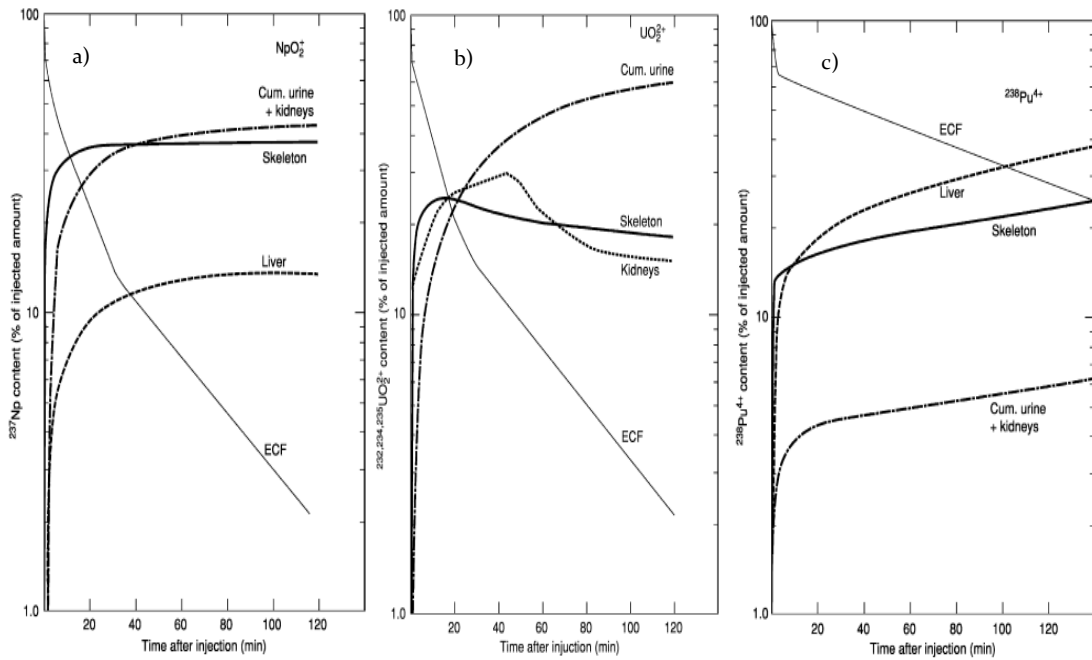 a)
NpO₂⁺
Cum. urine
+ kidneys
Skeleton
Liver
ECF
100
10
1.0
²³⁷Np content (% of injected amount)
20 40 60 80 100 120
Time after injection (min)
b)
UO₂²⁺
Cum. urine
Skeleton
Kidneys
ECF
100
10
1.0
²³²,²³⁴,²³⁵UO₂²⁺ content (% of injected amount)
20 40 60 80 100 120
Time after injuction (min)
c)
²³⁸Pu⁴⁺
ECF
Liver
Skeleton
Cum. urine
+ kidneys
100
10
1.0
²³⁸Pu⁴⁺ content (% of injected amount)
20 40 60 80 100 120
Time after injection (min)